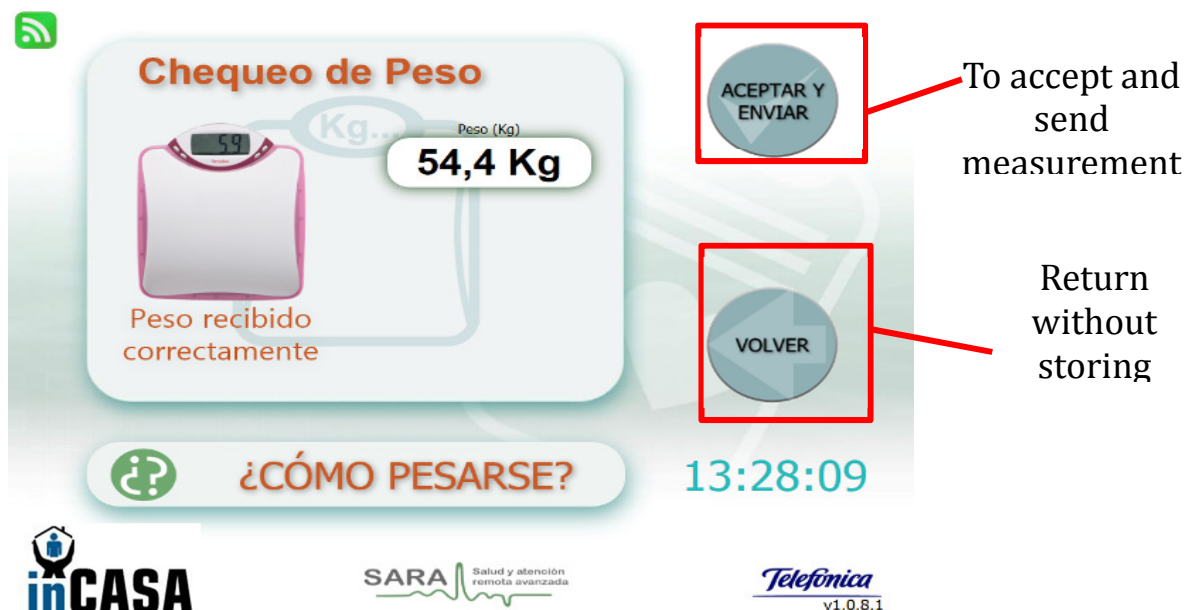 Chequeo de Peso
Kg...
Peso (Kg)
54,4 Kg
59
Peso recibido
correctamente
ACEPTAR Y
ENVIAR
To accept and
send
measurement
VOLVER
Return
without
storing
¿? ¿CÓMO PESARSE?
13:28:09
inCASA
SARA
Salud y atención
remota avanzada
Telefónica
v1.0.8.1